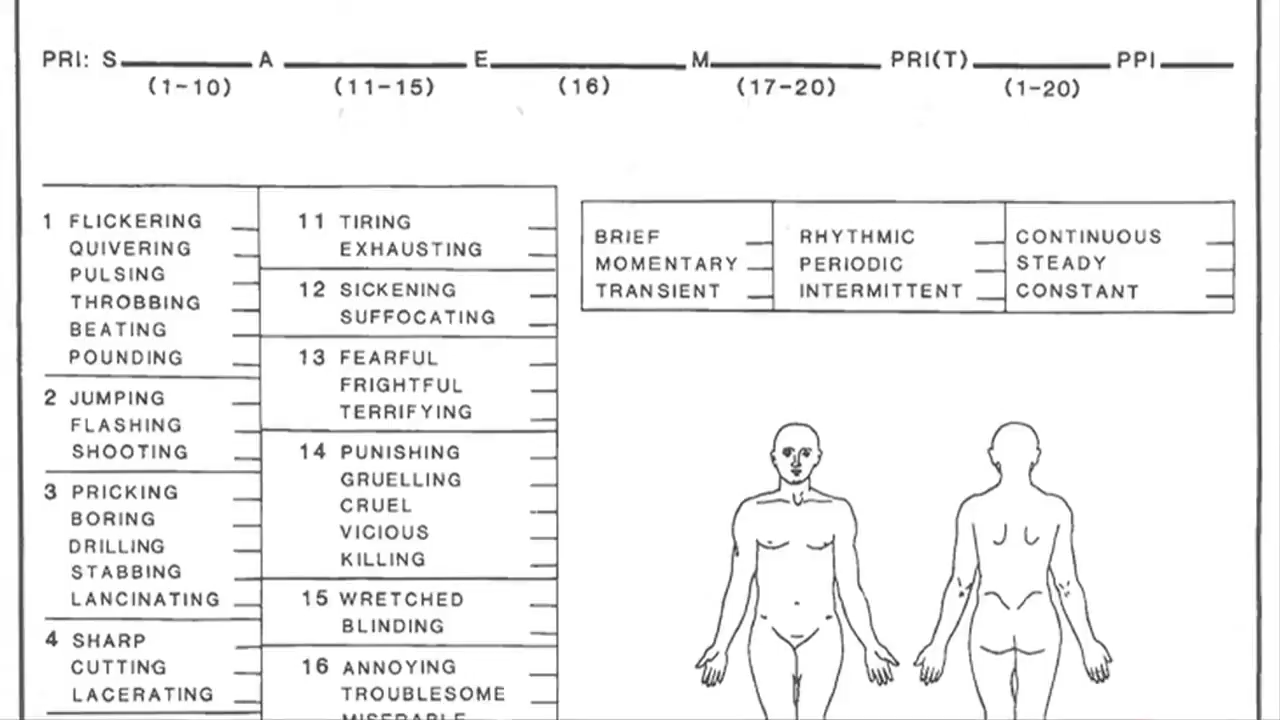 PRI: S A E M PRI(T) PPI
(1-10) (11-15) (16) (17-20) (1-20)
1 FLICKERING
QUIVERING
PULSING
THROBBING
BEATING
POUNDING
2 JUMPING
FLASHING
SHOOTING
3 PRICKING
BORING
DRILLING
STABBING
LANCINATING
4 SHARP
CUTTING
LACERATING
11 TIRING
EXHAUSTING
12 SICKENING
SUFFOCATING
13 FEARFUL
FRIGHTFUL
TERRIFYING
14 PUNISHING
GRUELLING
CRUEL
VICIOUS
KILLING
15 WRETCHED
BLINDING
16 ANNOYING
TROUBLESOME
MISERABLE
BRIEF
MOMENTARY
TRANSIENT
RHYTHMIC
PERIODIC
INTERMITTENT
CONTINUOUS
STEADY
CONSTANT